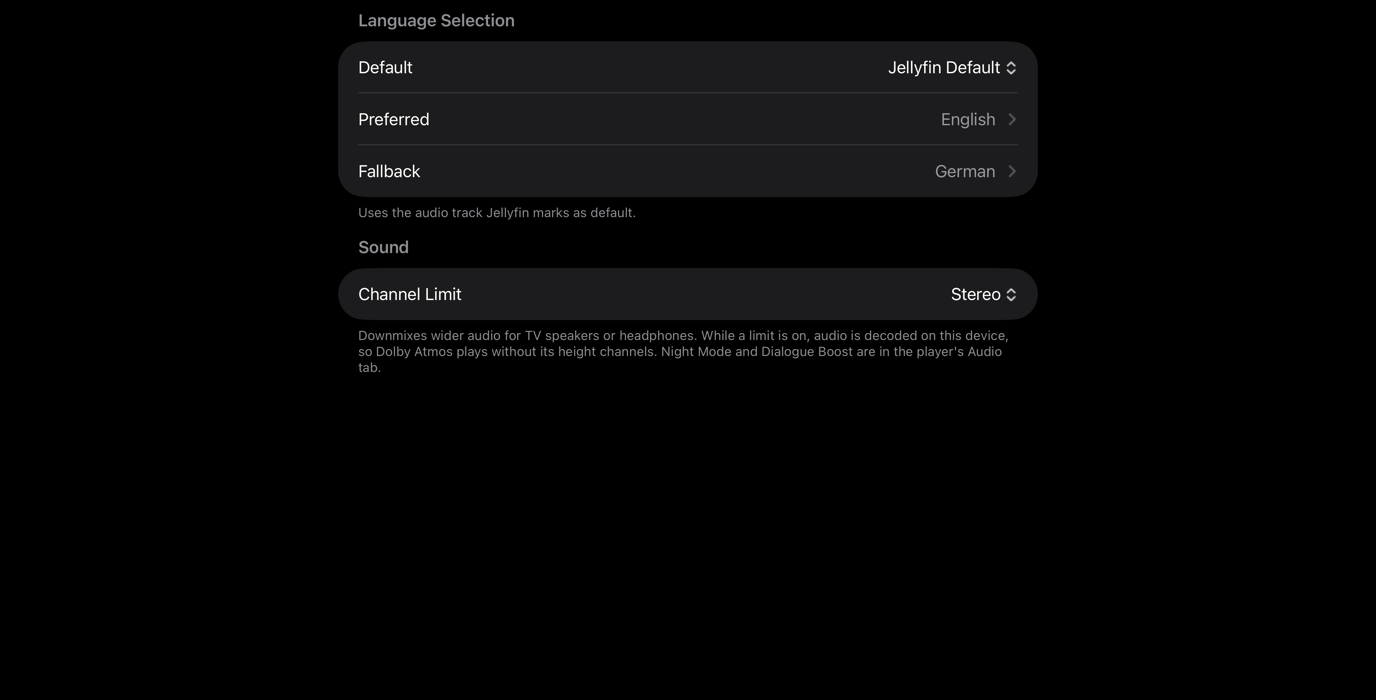 Language Selection
Default
Jellyfin Default
Preferred
English
Fallback
German
Uses the audio track Jellyfin marks as default.
Sound
Channel Limit
Stereo
Downmixes wider audio for TV speakers or headphones. While a limit is on, audio is decoded on this device,
so Dolby Atmos plays without its height channels. Night Mode and Dialogue Boost are in the player's Audio
tab.